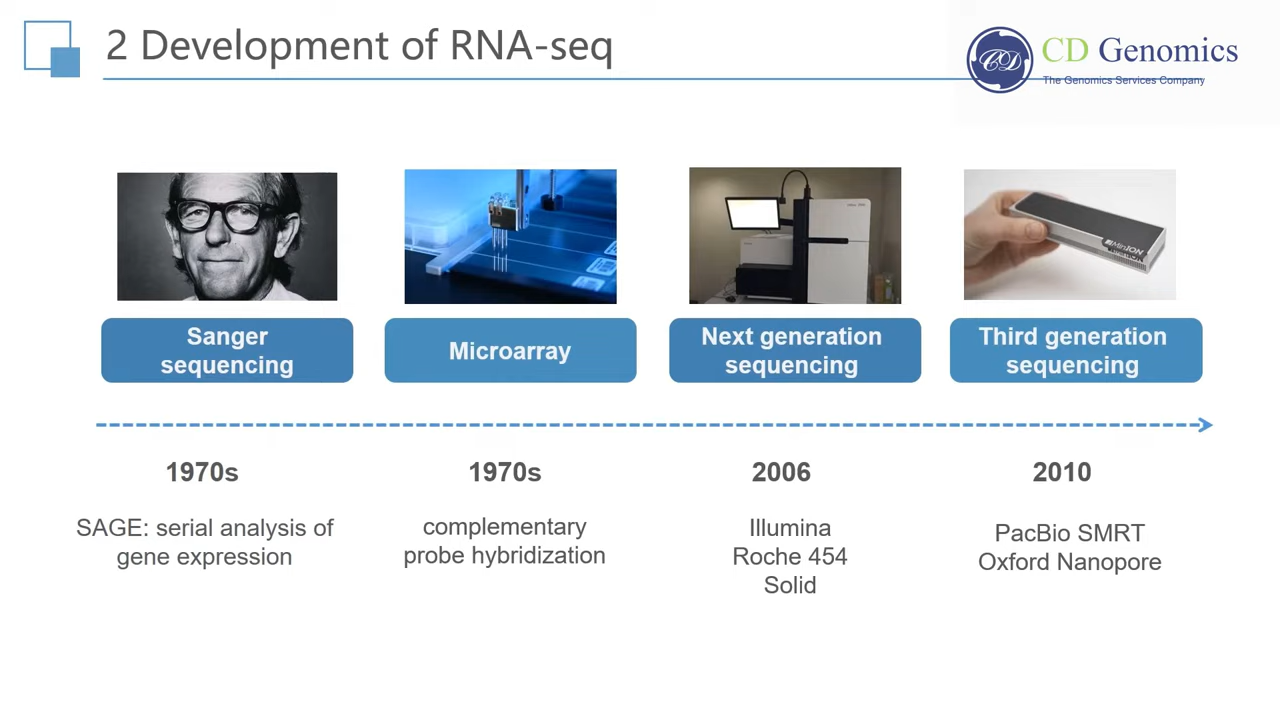 2 Development of RNA-seq
CD Genomics
The Genomics Services Company
MinION
Sanger
sequencing
Microarray
Next generation
sequencing
Third generation
sequencing
1970s
1970s
2006
2010
SAGE: serial analysis of
gene expression
complementary
probe hybridization
Illumina
Roche 454
Solid
PacBio SMRT
Oxford Nanopore